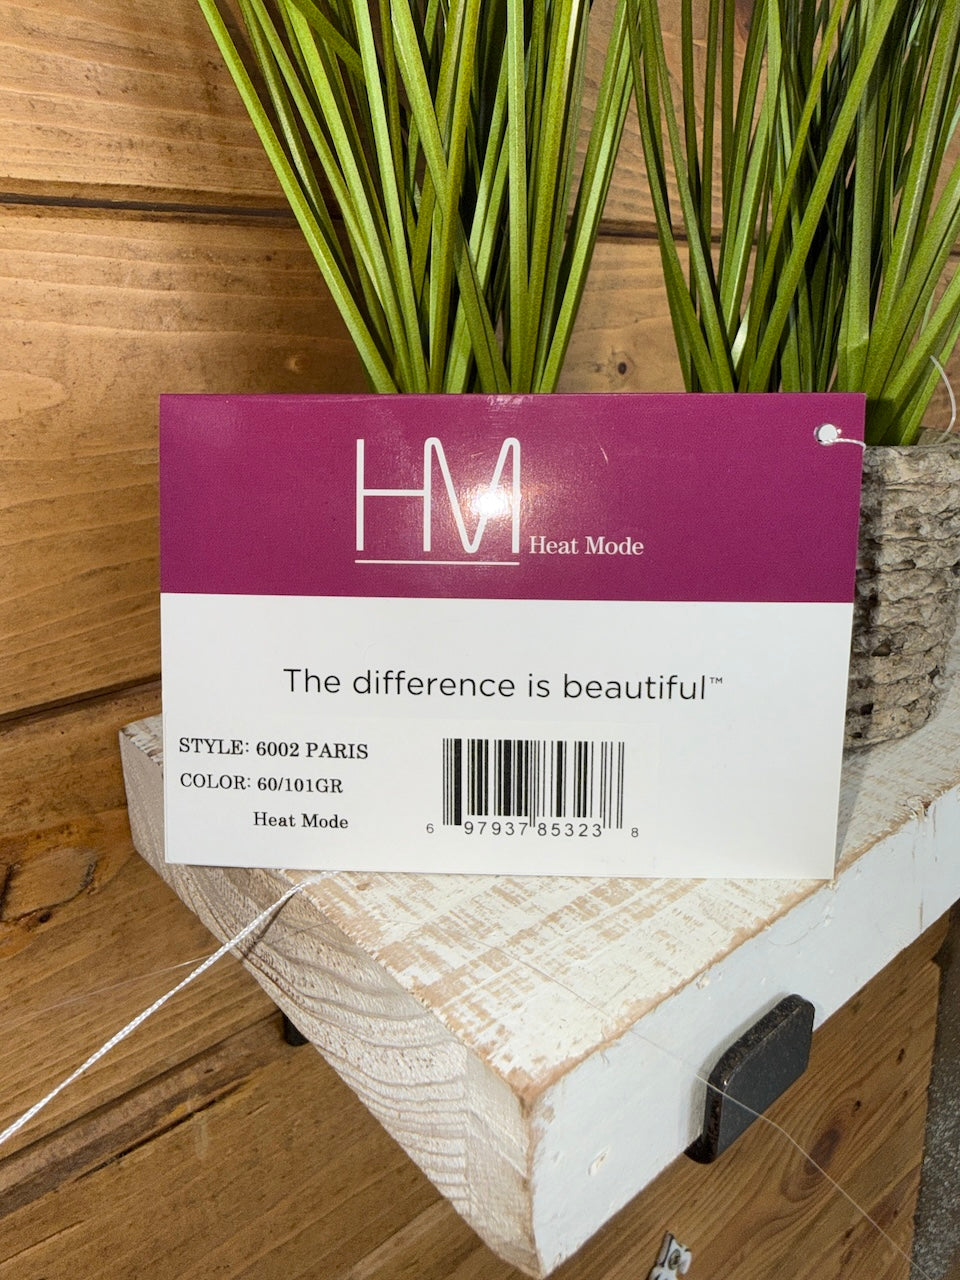 HM Heat Mode
The difference is beautiful™
STYLE: 6002 PARIS
COLOR: 60/101GR
Heat Mode
6 97937 85323 8